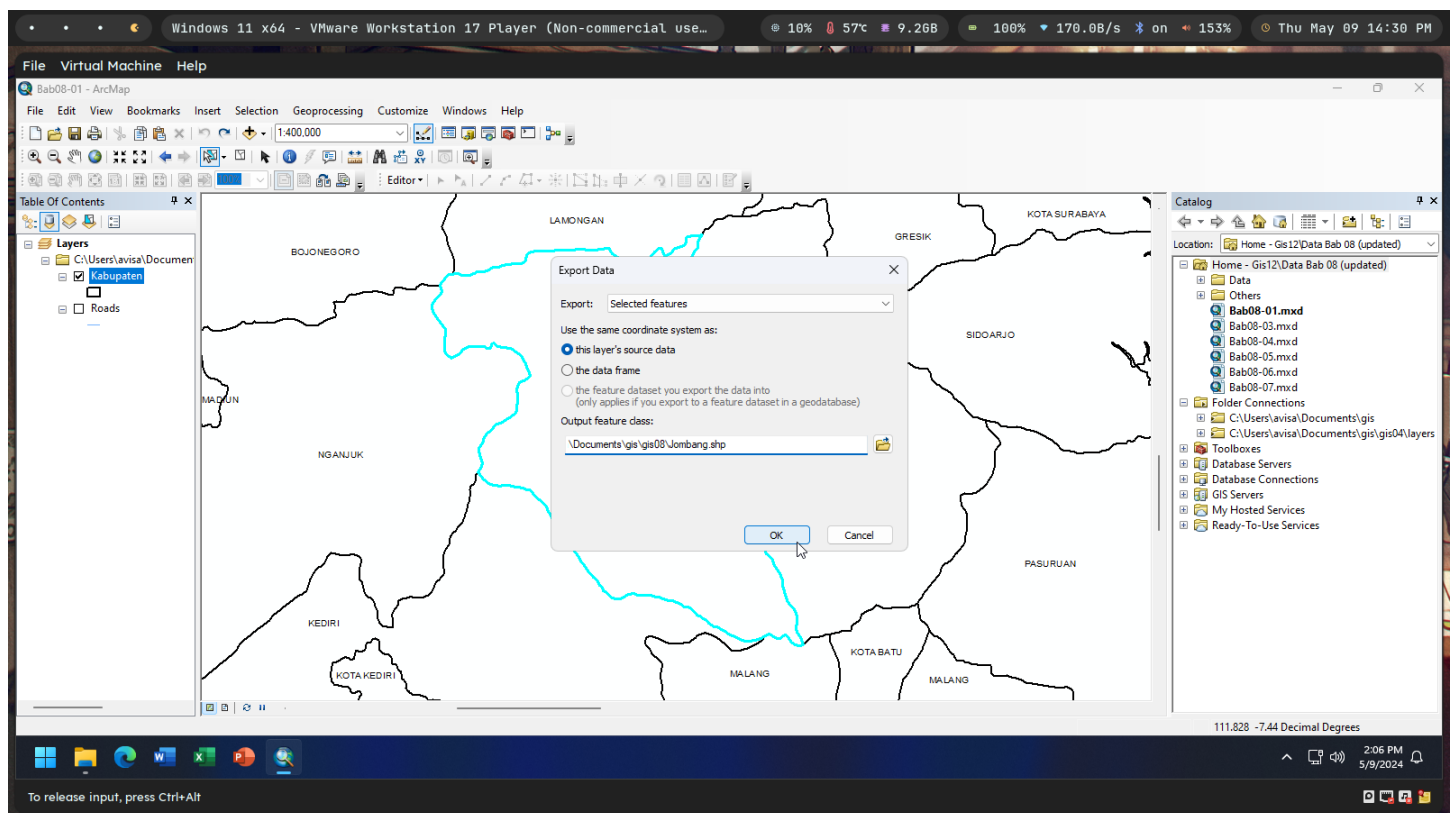 Windows 11 x64 - VMware Workstation 17 Player (Non-commercial use…
10% 57℃ 9.2GB
100% 170.0B/s on 153%
Thu May 09 14:30 PM
File Virtual Machine Help
Bab08-01 - ArcMap
File Edit View Bookmarks Insert Selection Geoprocessing Customize Windows Help
1:400,000
Editor
Table Of Contents
Layers
C:\Users\avisa\Documen
Kabupaten
Roads
LAMONGAN
KOTA SURABAYA
BOJONEGORO
GRESIK
SIDOARJO
MADIUN
NGANJUK
PASURUAN
KEDIRI
KOTA BATU
KOTA KEDIRI
MALANG
MALANG
Export Data
Export: Selected features
Use the same coordinate system as:
this layer's source data
the data frame
the feature dataset you export the data into
(only applies if you export to a feature dataset in a geodatabase)
Output feature class:
\Documents\gis\gis08\Jombang.shp
OK Cancel
Catalog
Location: Home - Gis12\Data Bab 08 (updated)
Home - Gis12\Data Bab 08 (updated)
Data
Others
Bab08-01.mxd
Bab08-03.mxd
Bab08-04.mxd
Bab08-05.mxd
Bab08-06.mxd
Bab08-07.mxd
Folder Connections
C:\Users\avisa\Documents\gis
C:\Users\avisa\Documents\gis\gis04\layers
Toolboxes
Database Servers
Database Connections
GIS Servers
My Hosted Services
Ready-To-Use Services
111.828 -7.44 Decimal Degrees
2:06 PM
5/9/2024
To release input, press Ctrl+Alt